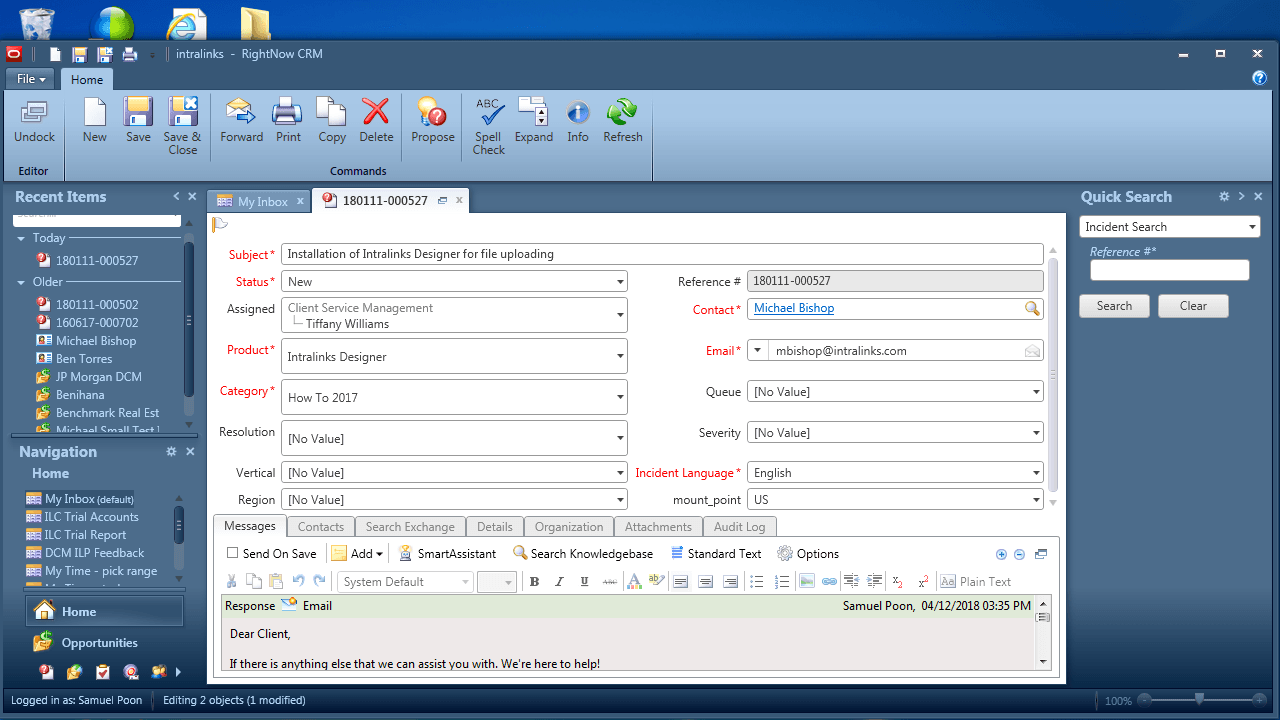 intralinks - RightNow CRM
File
Home
Undock
New
Save
Save & Close
Forward
Print
Copy
Delete
Propose
ABC
Spell Check
Expand
Info
Refresh
Editor
Commands
Recent Items
Today
180111-000527
Older
180111-000502
160617-000702
Michael Bishop
Ben Torres
JP Morgan DCM
Benihana
Benchmark Real Est
Michael Small Test
Navigation
Home
My Inbox (default)
ILC Trial Accounts
ILC Trial Report
DCM ILP Feedback
My Time - pick range
Home
Opportunities
My Inbox x
180111-000527
Subject* Installation of Intralinks Designer for file uploading
Status* New
Reference # 180111-000527
Assigned Client Service Management
Tiffany Williams
Contact* Michael Bishop
Product* Intralinks Designer
Email* mbishop@intralinks.com
Category* How To 2017
Queue [No Value]
Resolution [No Value]
Severity [No Value]
Vertical [No Value]
Incident Language* English
Region [No Value]
mount_point US
Messages Contacts Search Exchange Details Organization Attachments Audit Log
Send On Save Add SmartAssistant Search Knowledgebase Standard Text Options
System Default B I U ABC A ab x2 x2 Aa Plain Text
Response Email Samuel Poon, 04/12/2018 03:35 PM
Dear Client,
If there is anything else that we can assist you with. We're here to help!
Quick Search
Incident Search
Reference #*
Search Clear
Logged in as: Samuel Poon Editing 2 objects (1 modified) 100%